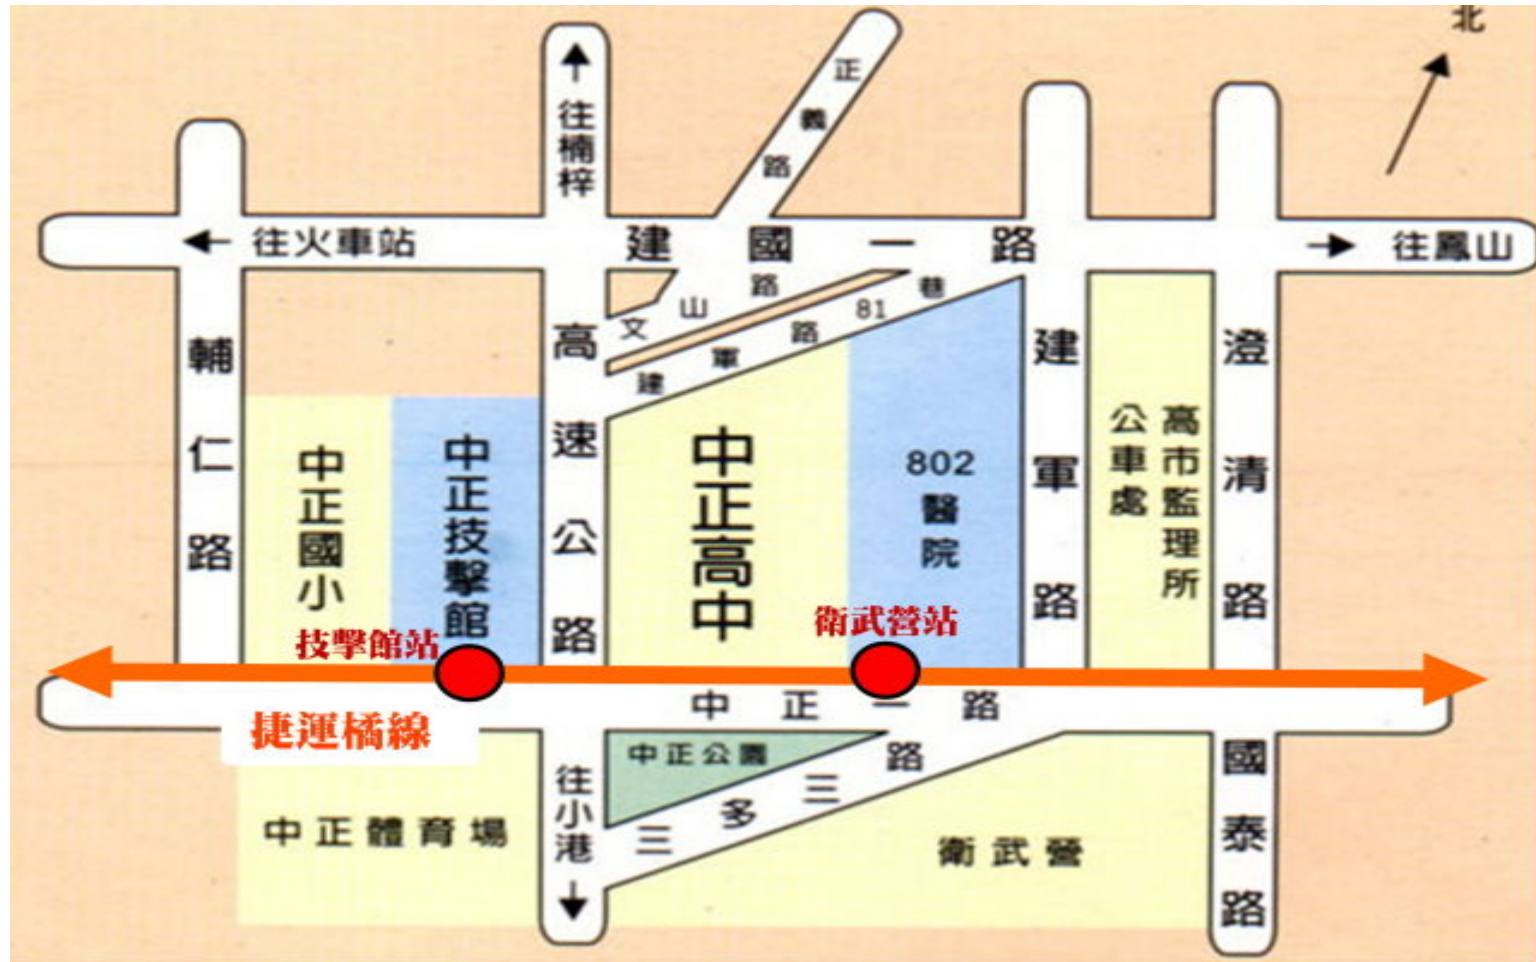 北
正義路
往楠梓
往火車站
建國一路
往鳳山
文山路
建軍路81巷
輔仁路
高速公路
建軍路
澄清路
中正國小
中正技擊館
中正高中
802
醫院
高市監理所
公車處
技擊館站
衛武營站
中正一路
捷運橘線
中正公園
三多三路
往小港
中正體育場
衛武營
國泰路